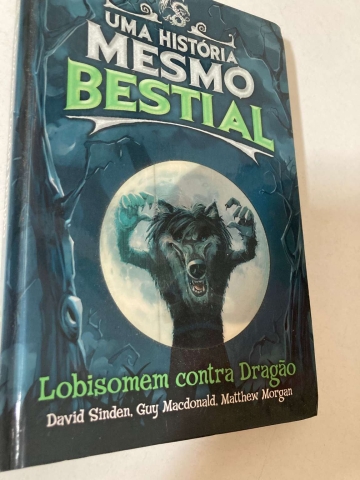 UMA HISTÓRIA
MESMO
BESTIAL
Lobisomem contra Dragão
David Sinden, Guy Macdonald, Matthew Morgan